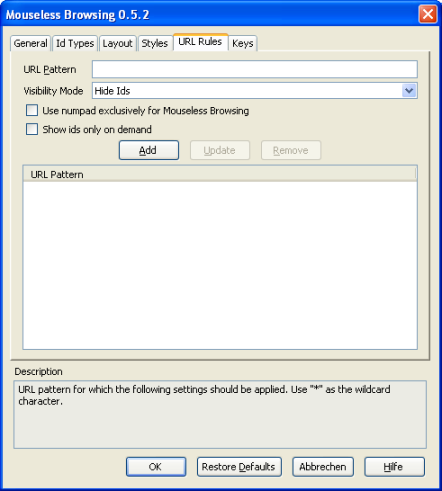 Mouseless Browsing 0.5.2
General Id Types Layout Styles URL Rules Keys
URL Pattern
Visibility Mode Hide Ids
Use numpad exclusively for Mouseless Browsing
Show ids only on demand
Add Update Remove
URL Pattern
Description
URL pattern for which the following settings should be applied. Use "*" as the wildcard
character.
OK Restore Defaults Abbrechen Hilfe